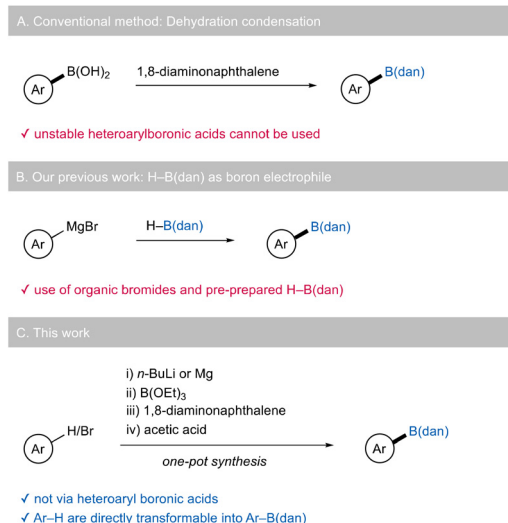 A. Conventional method: Dehydration condensation
Ar B(OH)2 1,8-diaminonaphthalene Ar B(dan)
✓ unstable heteroarylboronic acids cannot be used
B. Our previous work: H–B(dan) as boron electrophile
Ar MgBr H–B(dan) Ar B(dan)
✓ use of organic bromides and pre-prepared H–B(dan)
C. This work
i) n-BuLi or Mg
ii) B(OEt)3
iii) 1,8-diaminonaphthalene
iv) acetic acid
Ar H/Br one-pot synthesis Ar B(dan)
✓ not via heteroaryl boronic acids
✓ Ar–H are directly transformable into Ar–B(dan)